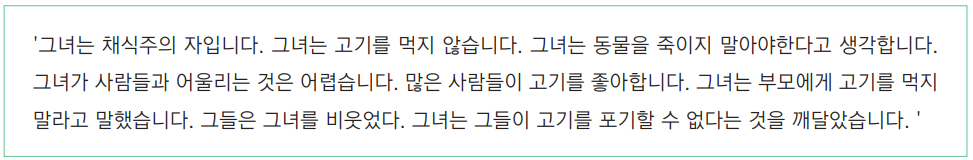 '그녀는 채식주의 자입니다. 그녀는 고기를 먹지 않습니다. 그녀는 동물을 죽이지 말아야한다고 생각합니다.
그녀가 사람들과 어울리는 것은 어렵습니다. 많은 사람들이 고기를 좋아합니다. 그녀는 부모에게 고기를 먹지
말라고 말했습니다. 그들은 그녀를 비웃었다. 그녀는 그들이 고기를 포기할 수 없다는 것을 깨달았습니다. '